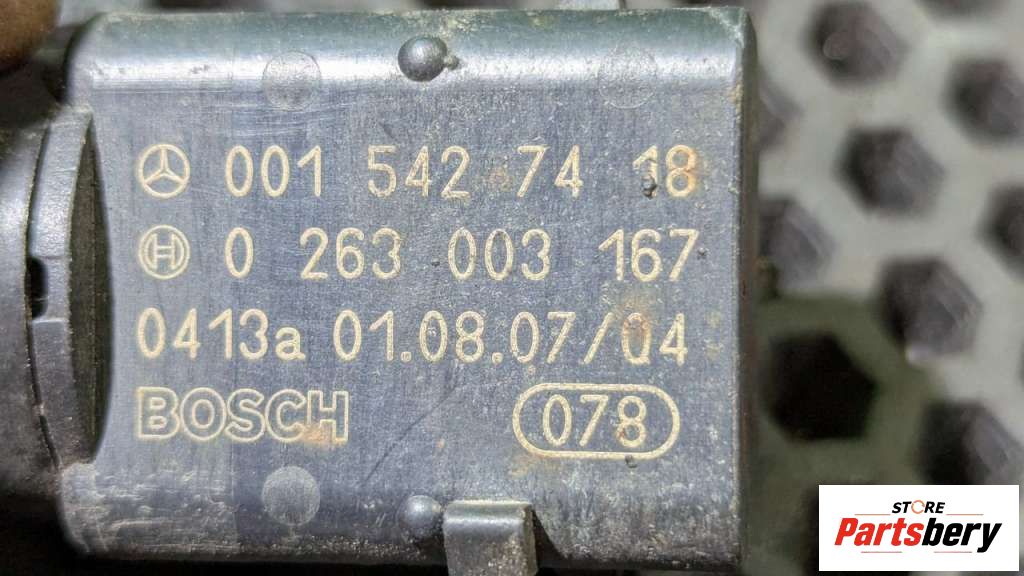 001 542 74 18
0 263 003 167
0413a 01.08.07/04
BOSCH 078
STORE
Partsbery